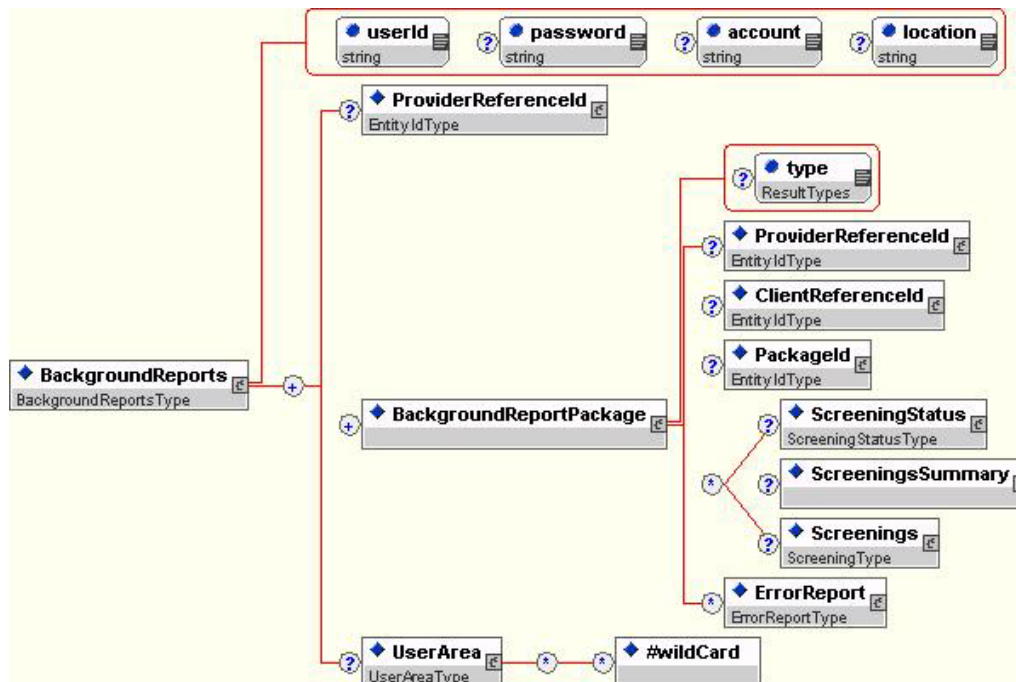 userId
string
? password
string
? account
string
? location
string
? ProviderReferenceId
EntityIdType
? type
ResultTypes
? ProviderReferenceId
EntityIdType
? ClientReferenceId
EntityIdType
? PackageId
EntityIdType
BackgroundReports
BackgroundReportsType
+
+ BackgroundReportPackage
? ScreeningStatus
ScreeningStatusType
*
? ScreeningsSummary
? Screenings
ScreeningType
* ErrorReport
ErrorReportType
? UserArea
UserAreaType
*
* #wildCard